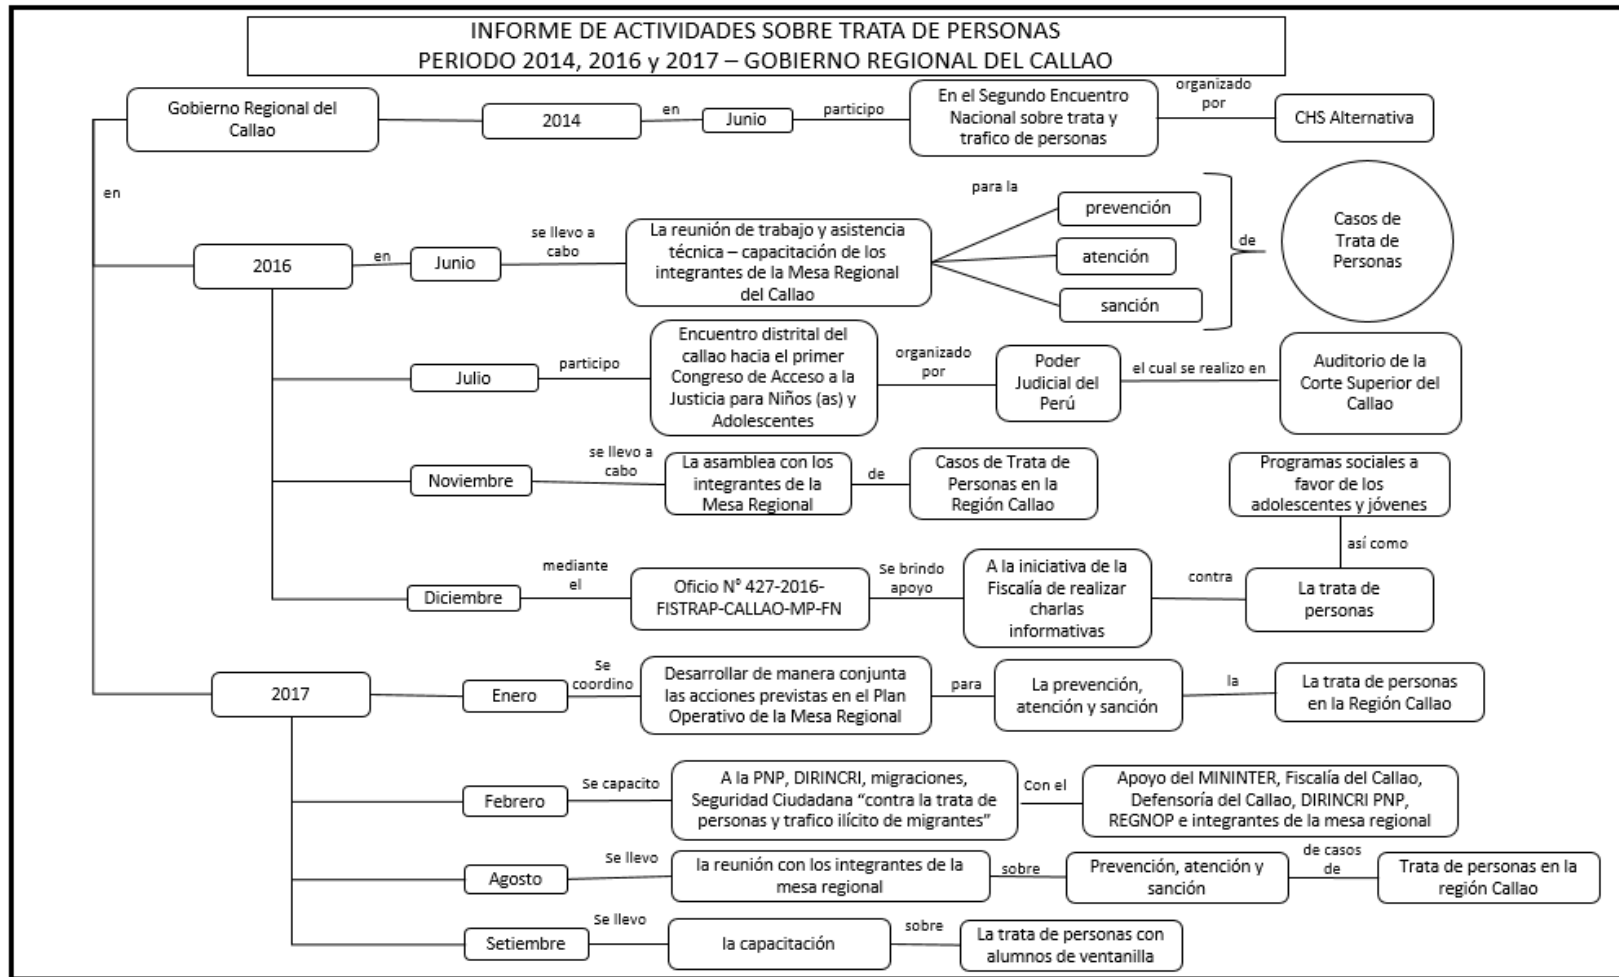 INFORME DE ACTIVIDADES SOBRE TRATA DE PERSONAS
PERIODO 2014, 2016 y 2017 – GOBIERNO REGIONAL DEL CALLAO
Gobierno Regional del
Callao
2014
en
Junio
participo
En el Segundo Encuentro
Nacional sobre trata y
trafico de personas
organizado
por
CHS Alternativa
en
2016
en
Junio
se llevo a
cabo
La reunión de trabajo y asistencia
técnica – capacitación de los
integrantes de la Mesa Regional
del Callao
para la
prevención
atención
sanción
de
Casos de
Trata de
Personas
Julio
participo
Encuentro distrital del
callao hacia el primer
Congreso de Acceso a la
Justicia para Niños (as) y
Adolescentes
organizado
por
Poder
Judicial del
Perú
el cual se realizo en
Auditorio de la
Corte Superior del
Callao
Noviembre
se llevo a
cabo
La asamblea con los
integrantes de la
Mesa Regional
de
Casos de Trata de
Personas en la
Región Callao
Programas sociales a
favor de los
adolescentes y jóvenes
así como
Diciembre
mediante
el
Oficio N° 427-2016-
FISTRAP-CALLAO-MP-FN
Se brindo
apoyo
A la iniciativa de la
Fiscalía de realizar
charlas
informativas
contra
La trata de
personas
2017
Enero
Se
coordino
Desarrollar de manera conjunta
las acciones previstas en el Plan
Operativo de la Mesa Regional
para
La prevención,
atención y sanción
la
La trata de personas
en la Región Callao
Febrero
Se capacito
A la PNP, DIRINCRI, migraciones,
Seguridad Ciudadana “contra la trata de
personas y trafico ilícito de migrantes”
Con el
Apoyo del MININTER, Fiscalía del Callao,
Defensoría del Callao, DIRINCRI PNP,
REGNOP e integrantes de la mesa regional
Agosto
Se llevo
la reunión con los integrantes de la
mesa regional
sobre
Prevención, atención y
sanción
de casos
de
Trata de personas en la
región Callao
Setiembre
Se llevo
la capacitación
sobre
La trata de personas con
alumnos de ventanilla